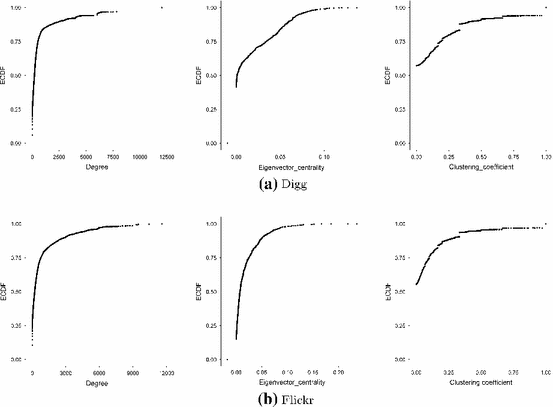 1.00 1.00 1.00
0.75 0.75 0.75
ECDF ECDF ECDF
0.50 0.50 0.50
0.25 0.25 0.25
0.00 0.00 0.00
0 2500 5000 7500 10000 12000 0.00 0.05 0.10 0.00 0.25 0.50 0.75 1.00
Degree Eigenvector_centrality Clustering_coefficient
(a) Digg
1.00 1.00 1.00
0.75 0.75 0.75
ECDF ECDF ECDF
0.50 0.50 0.50
0.25 0.25 0.25
0.00 0.00 0.00
0 3000 6000 9000 12000 0.00 0.05 0.10 0.15 0.20 0.00 0.25 0.50 0.75 1.00
Degree Eigenvector_centrality Clustering coefficient
(b) Flickr